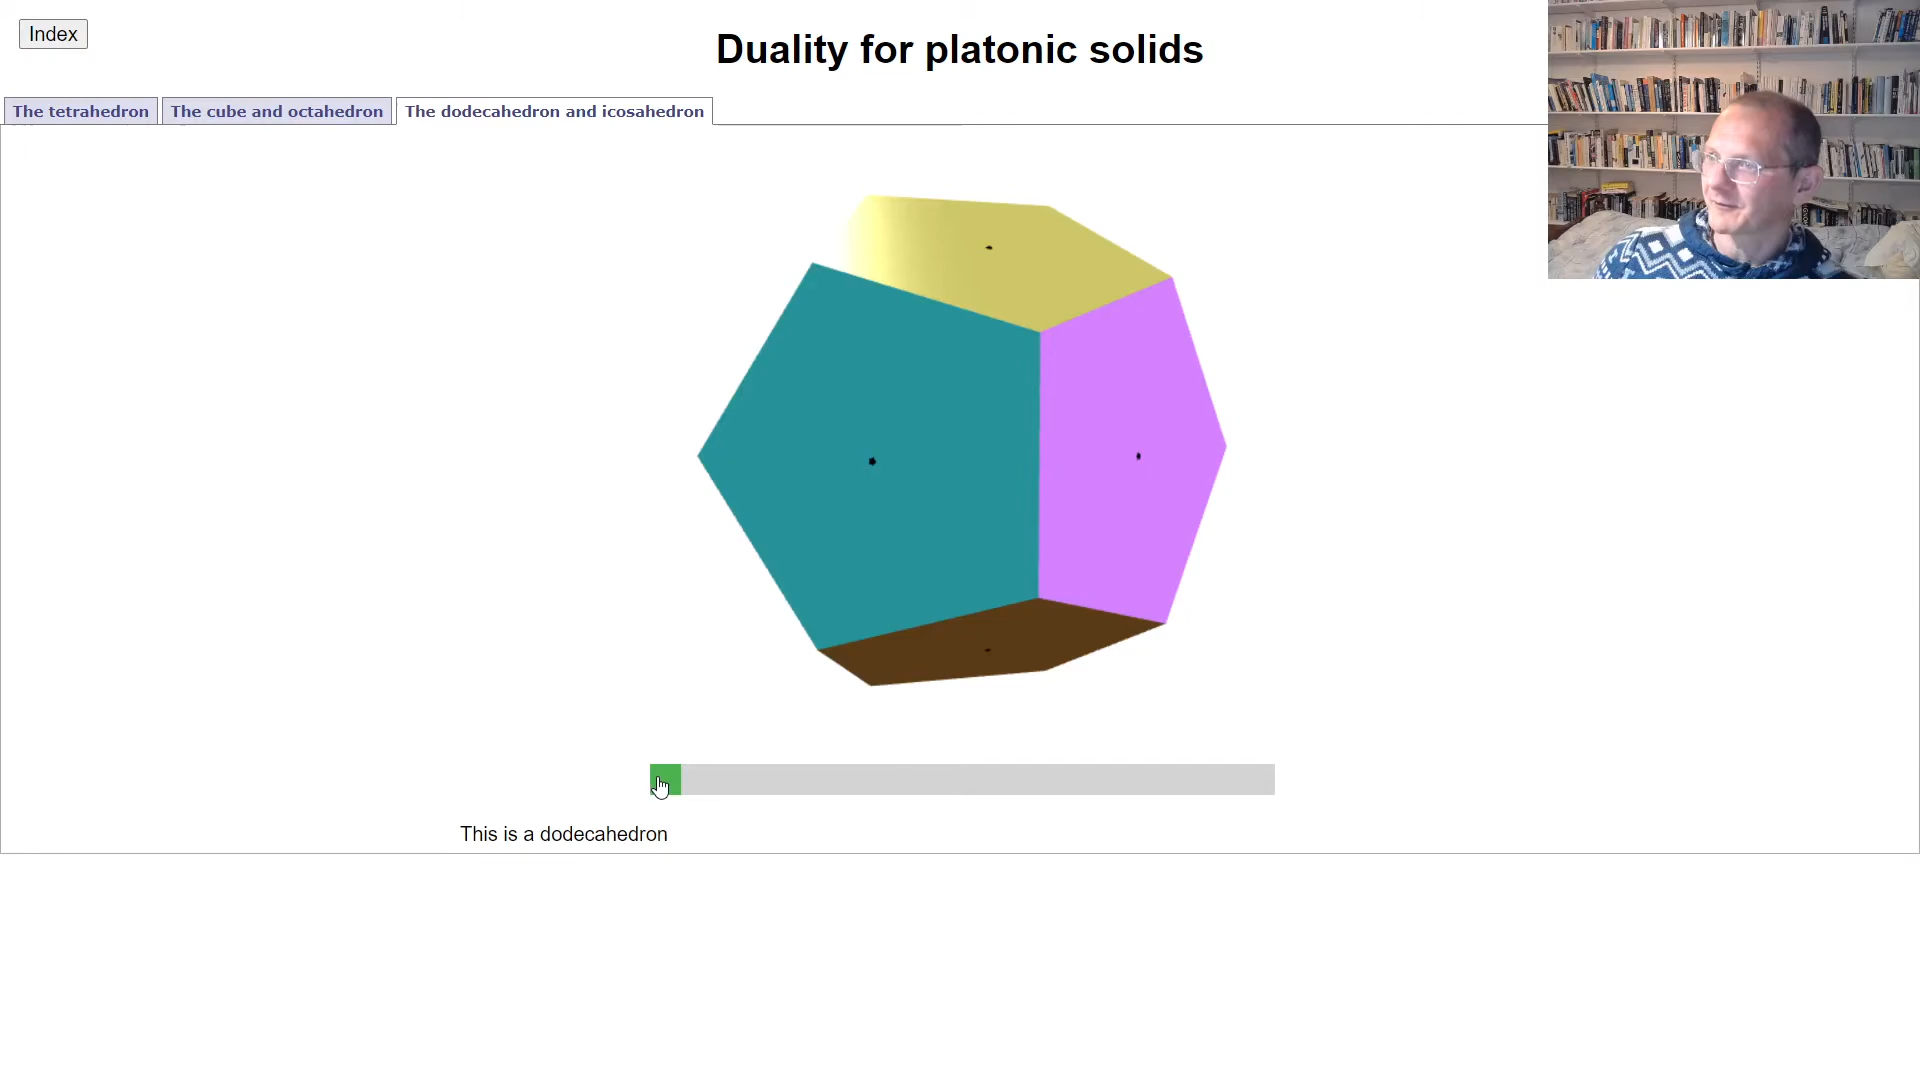 Index
Duality for platonic solids
The tetrahedron
The cube and octahedron
The dodecahedron and icosahedron
This is a dodecahedron